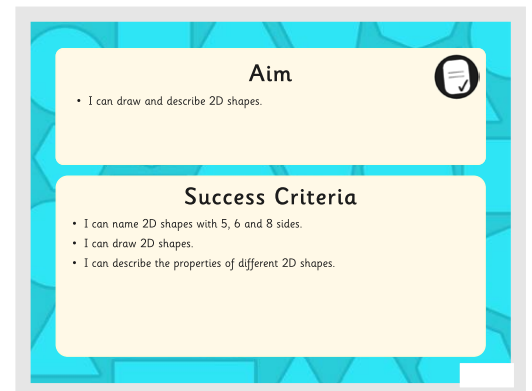 Aim
• I can draw and describe 2D shapes.
Success Criteria
• I can name 2D shapes with 5, 6 and 8 sides.
• I can draw 2D shapes.
• I can describe the properties of different 2D shapes.